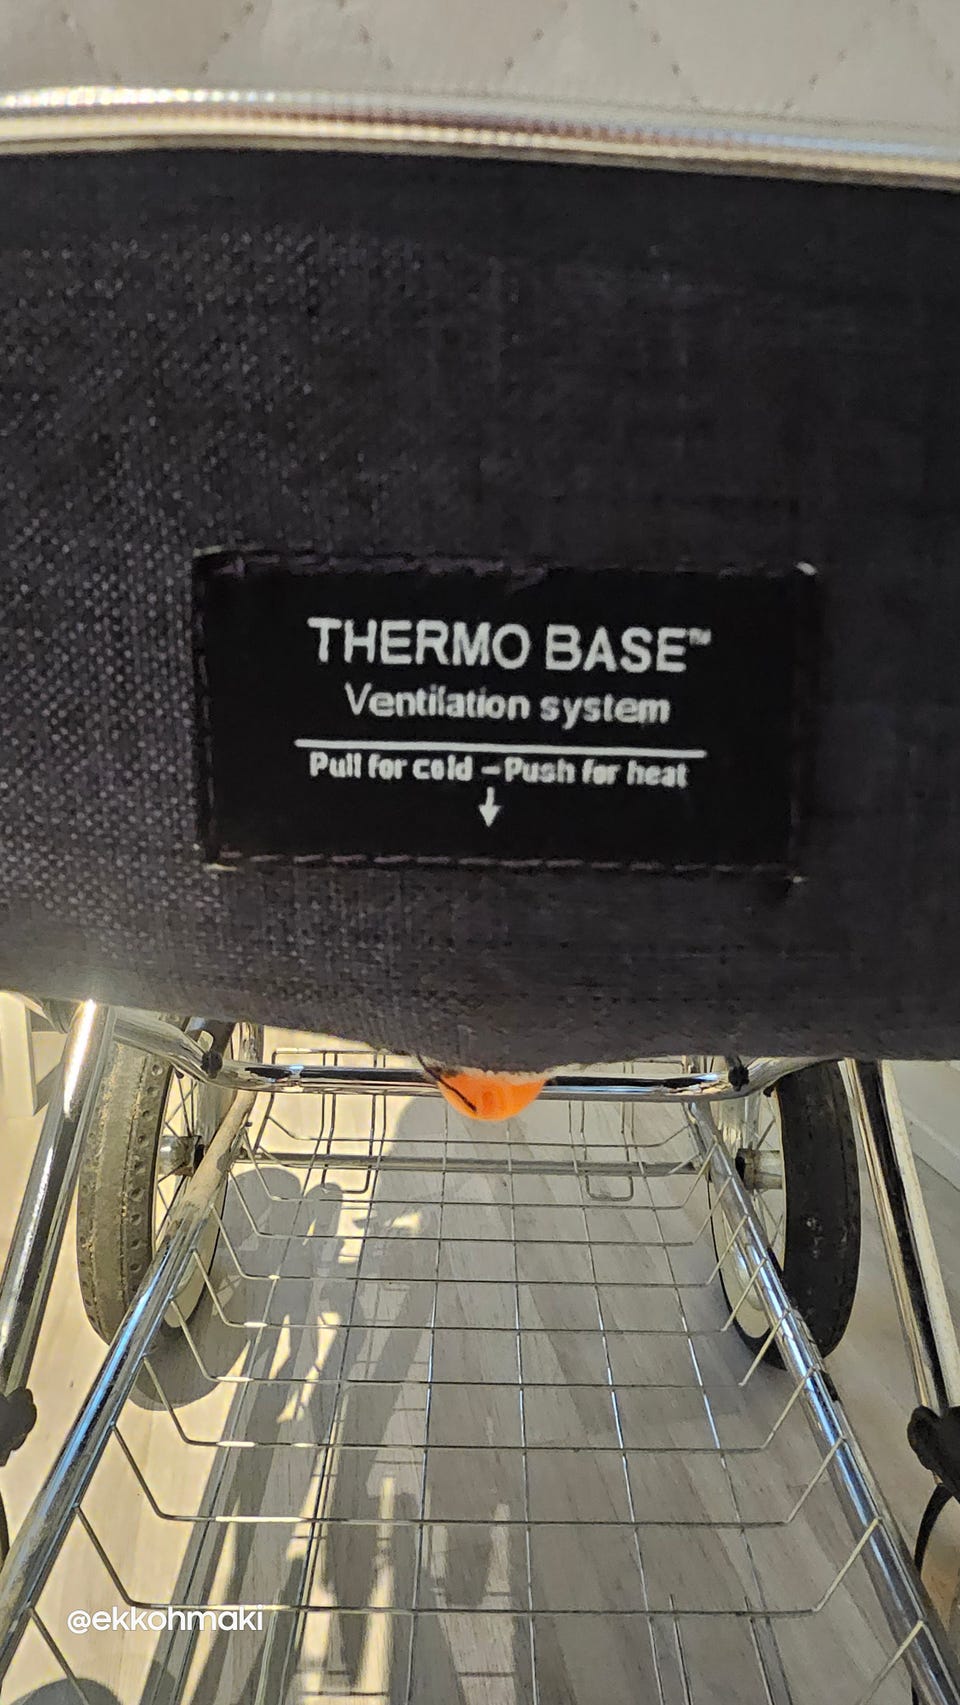 THERMO BASE™
Ventilation system
Pull for cold – Push for heat
@ekkohmaki